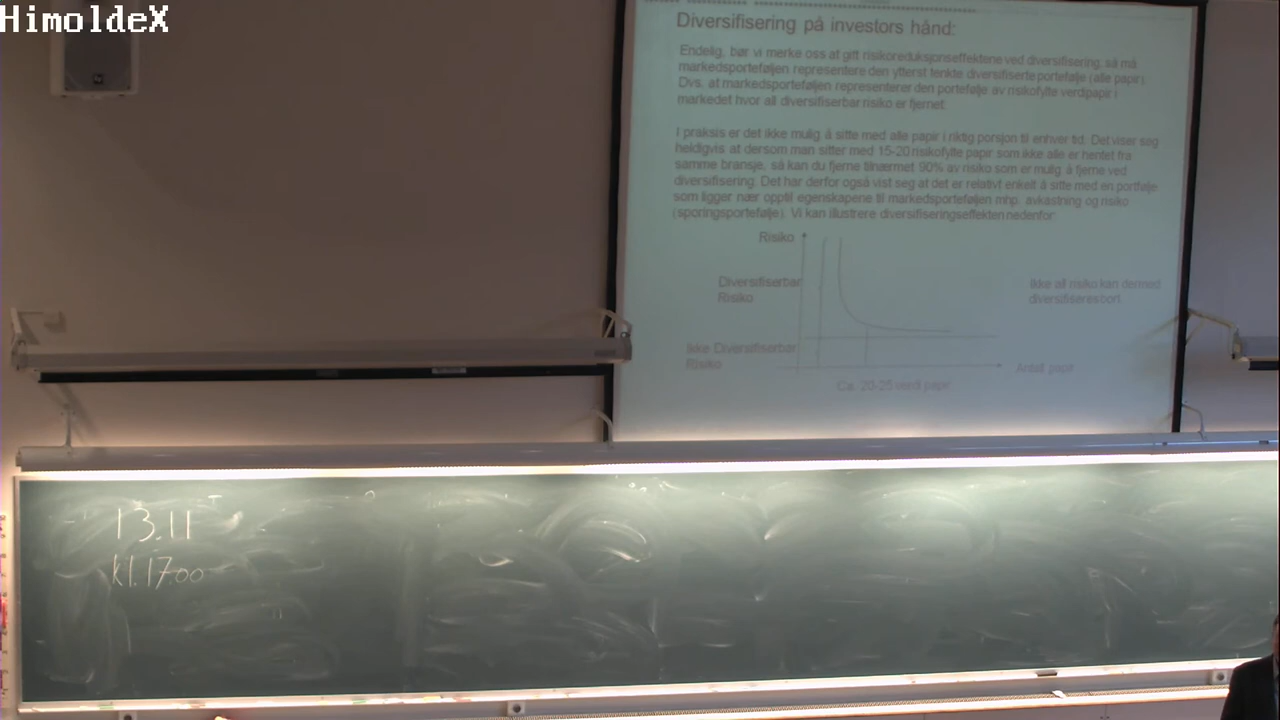 HimoldeX
Diversifisering på investors hånd:
Endelig, bør vi merke oss at gitt risikoreduksjonseffektene ved diversifisering, så må
markedsporteføljen representere den ytterst tenkte diversifiserte portefølje (alle papir).
Dvs. at markedsporteføljen representerer den portefølje av risikofylte verdipapir i
markedet hvor all diversifiserbar risiko er fjernet.
I praksis er det ikke mulig å sitte med alle papir i riktig porsjon til enhver tid. Det viser seg
heldigvis at dersom man sitter med 15-20 risikofylte papir som ikke alle er hentet fra
samme bransje, så kan du fjerne tilnærmet 90% av risiko som er mulig å fjerne ved
diversifisering. Det har derfor også vist seg at det er relativt enkelt å sitte med en portfølje
som ligger nær opptil egenskapene til markedsporteføljen mhp. avkastning og risiko
(sporingsportefølje). Vi kan illustrere diversifiseringseffekten nedenfor:
Risiko
Diversifiserbar
Risiko
Ikke all risiko kan dermed
diversifiseres bort.
Ikke Diversifiserbar
Risiko
Antall papir
Ca. 20-25 verdi papir
13.11
kl. 17.00